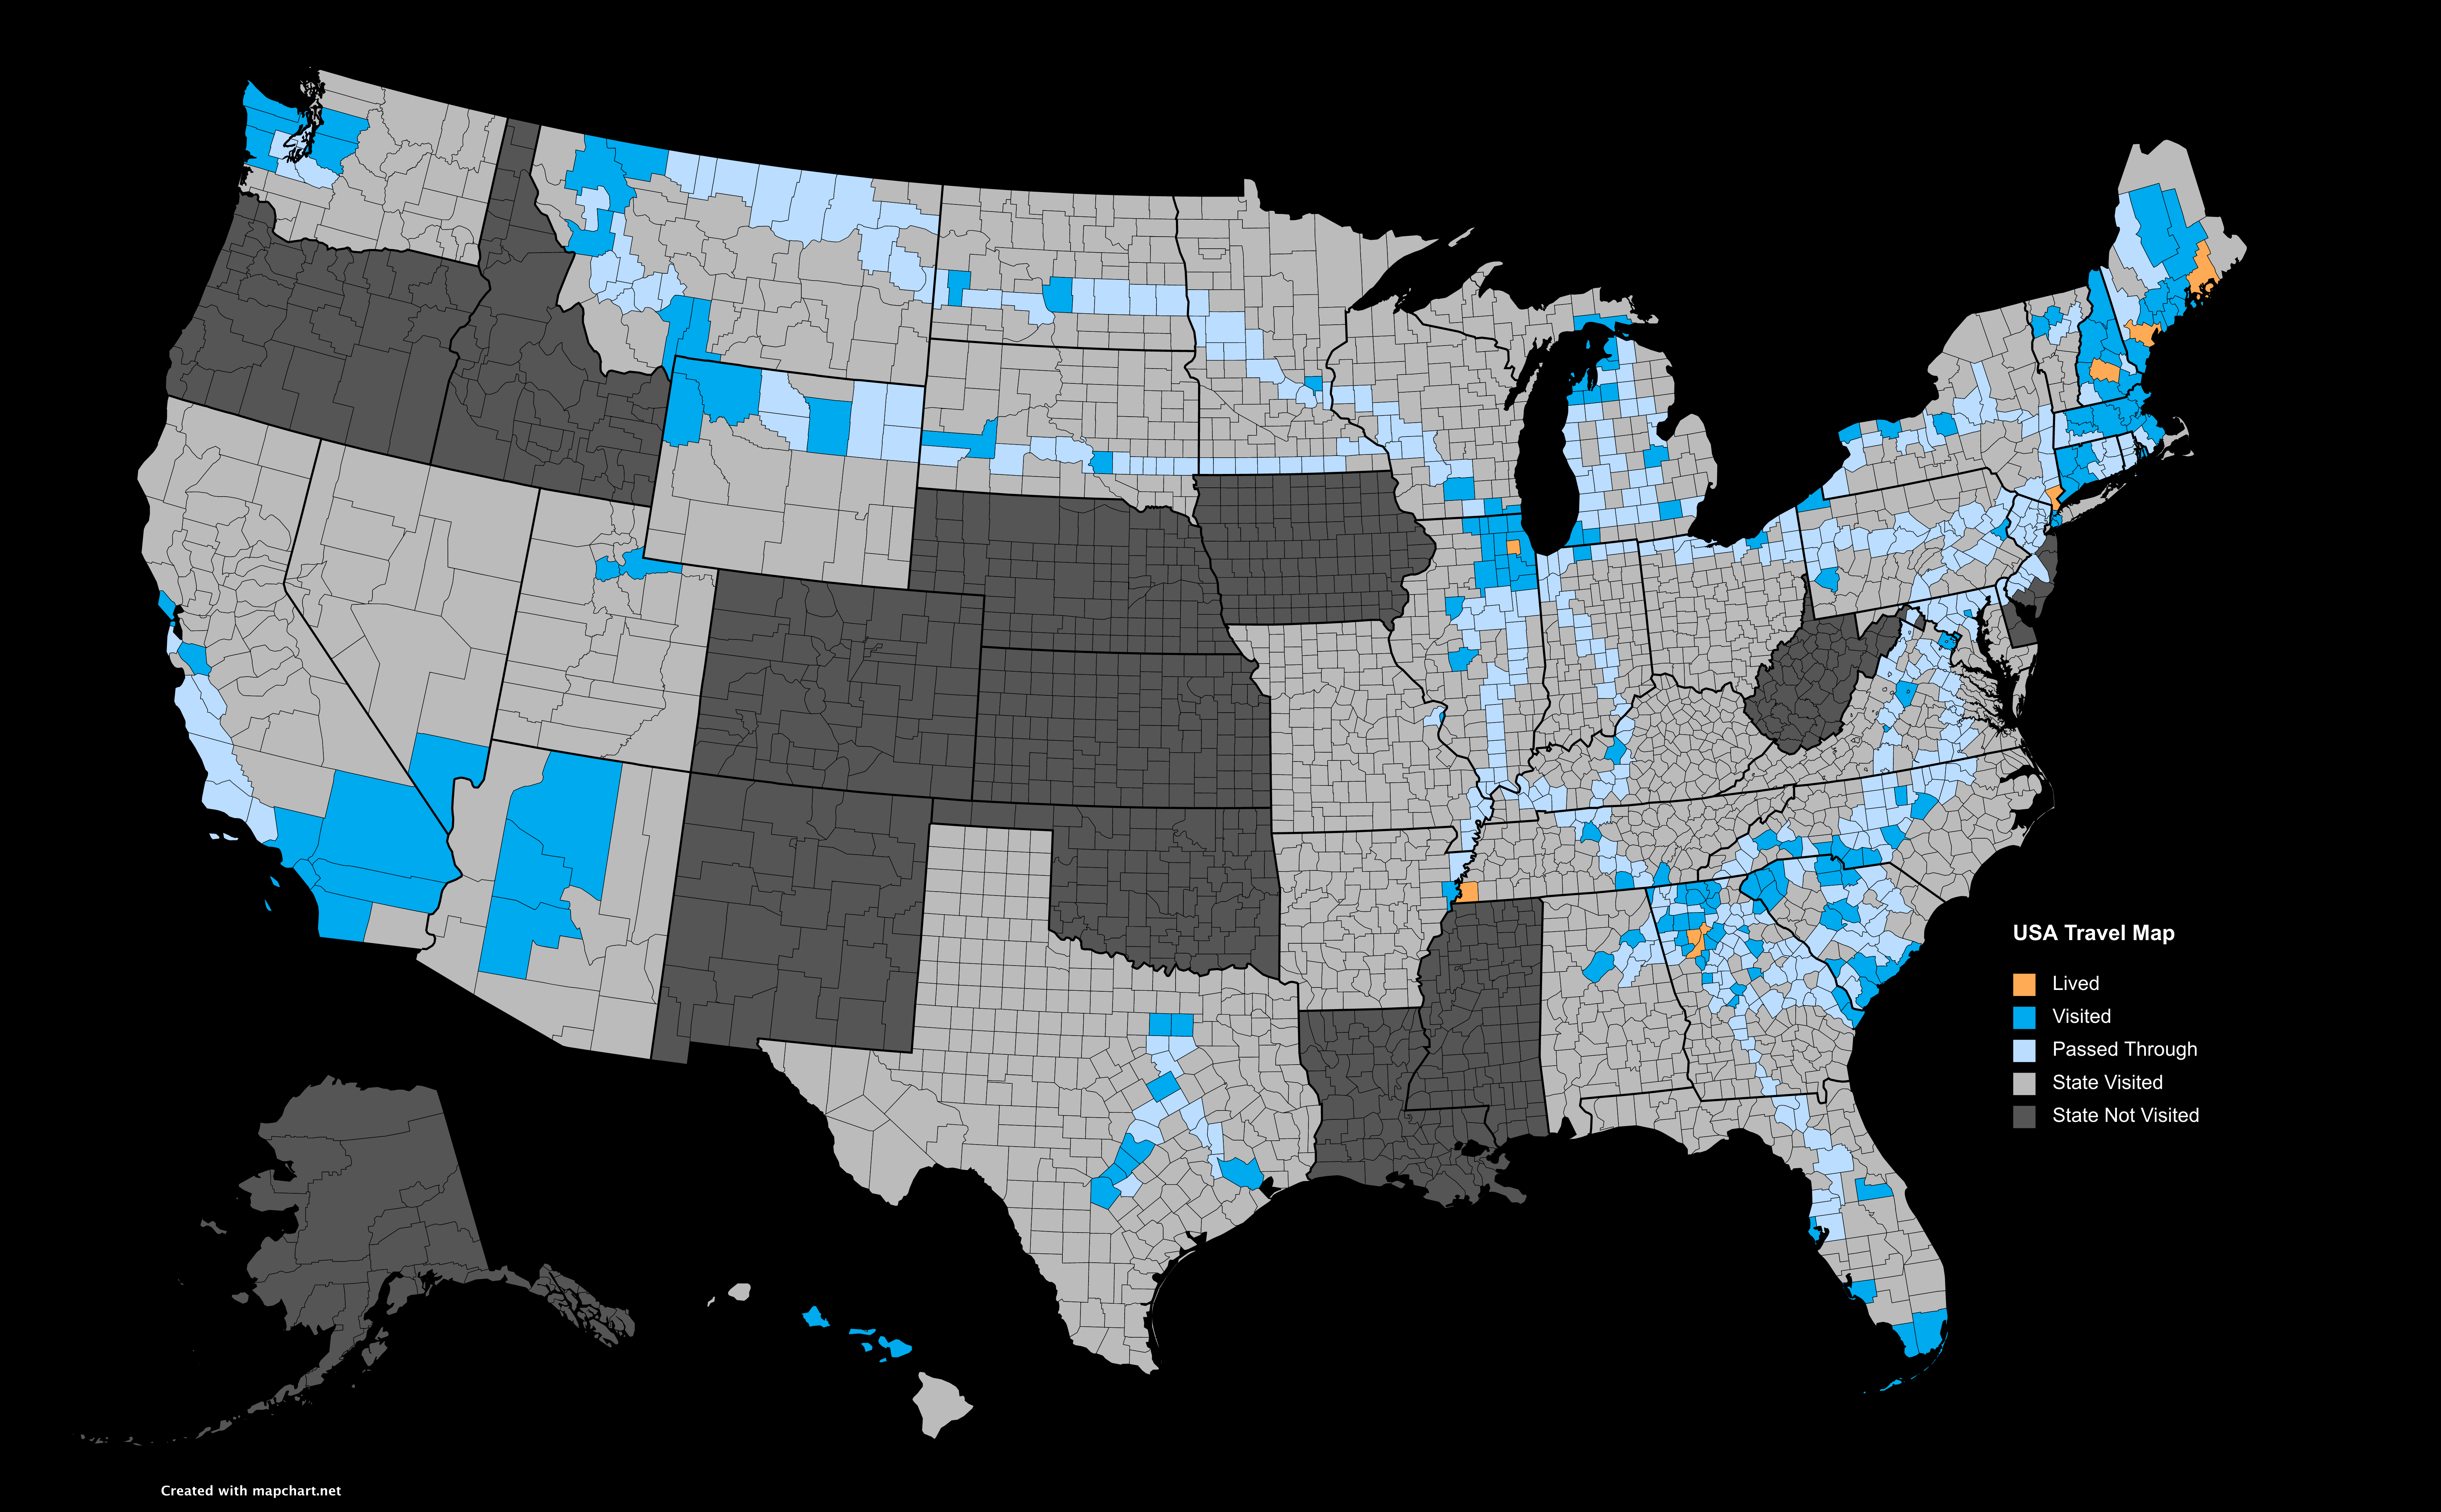 USA Travel Map
Lived
Visited
Passed Through
State Visited
State Not Visited
Created with mapchart.net